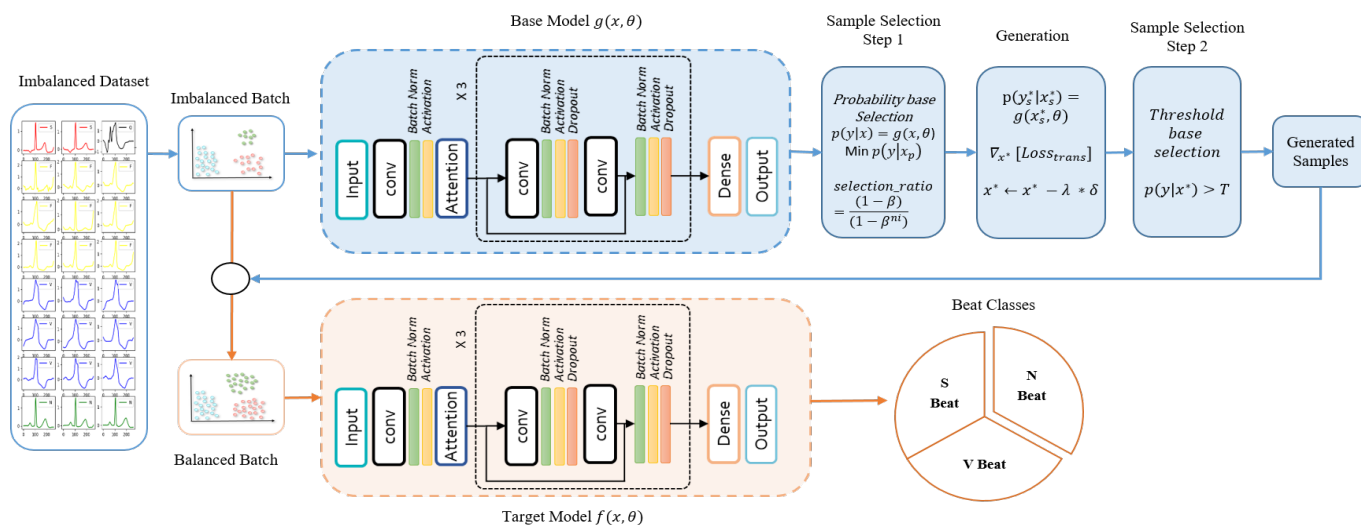 Base Model g(x, θ)
Sample Selection
Step 1
Generation
Sample Selection
Step 2
Imbalanced Dataset
Imbalanced Batch
Input
conv
Batch Norm
Activation
Attention
X 3
conv
Batch Norm
Activation
Dropout
conv
Batch Norm
Activation
Dropout
Dense
Output
Probability base
Selection
p(y|x) = g(x, θ)
Min p(y|x_p)
selection_ratio
= (1 − β) / (1 − β^{ni})
p(y_s^*|x_s^*) =
g(x_s^*, θ)
∇_{x^*} [Loss_{trans}]
x^* ← x^* − λ * δ
Threshold
base
selection
p(y|x^*) > T
Generated
Samples
Balanced Batch
Input
conv
Batch Norm
Activation
Attention
X 3
conv
Batch Norm
Activation
Dropout
conv
Batch Norm
Activation
Dropout
Dense
Output
Target Model f(x, θ)
Beat Classes
S
Beat
N
Beat
V Beat